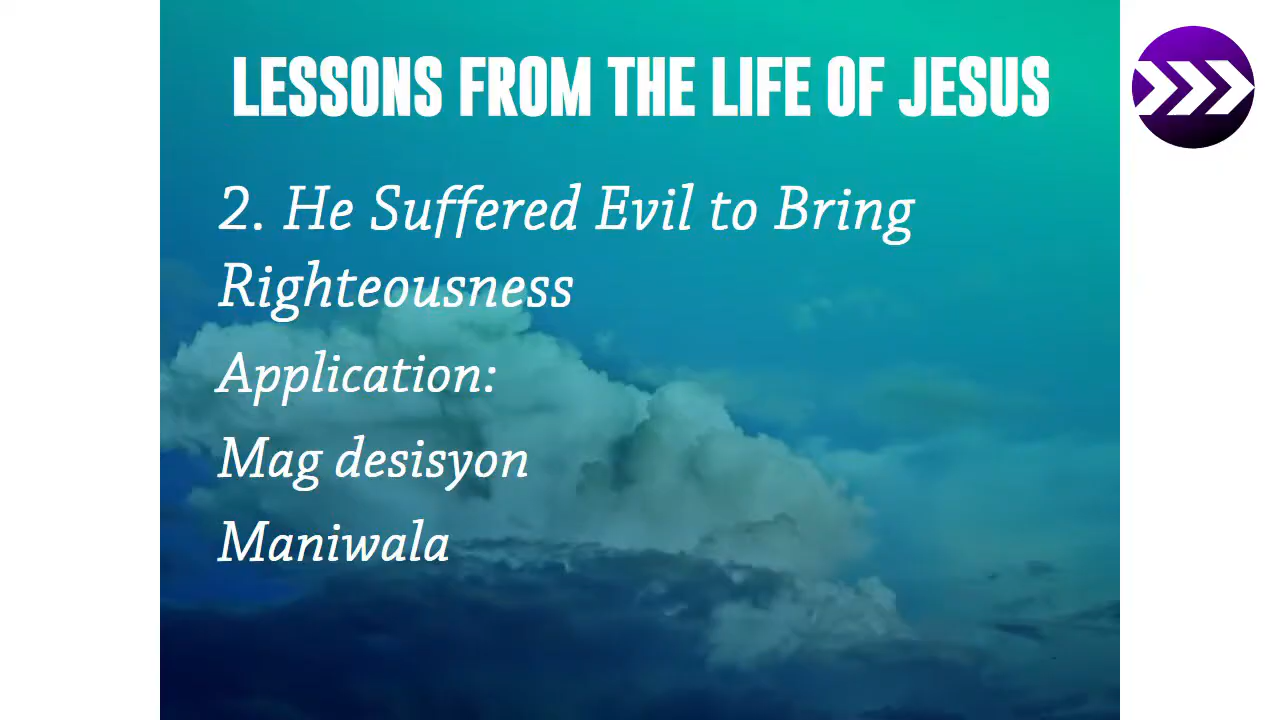 LESSONS FROM THE LIFE OF JESUS
2. He Suffered Evil to Bring
Righteousness
Application:
Mag desisyon
Maniwala